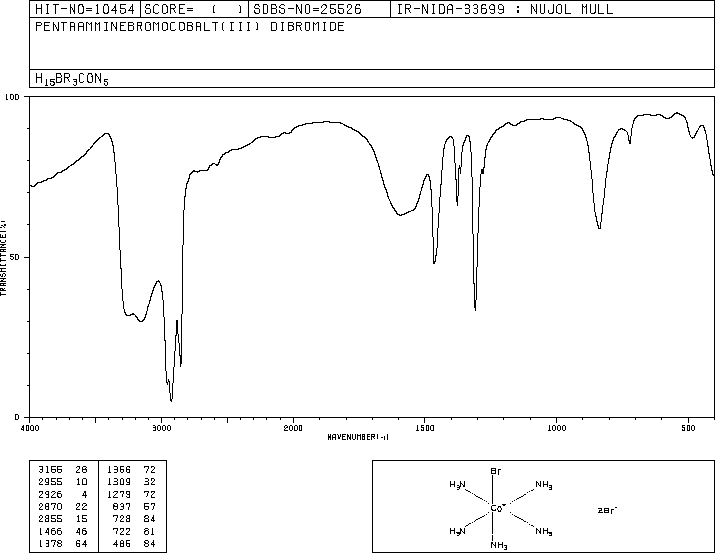 HIT-NO=10454 SCORE= ( ) SDBS-NO=25526 IR-NIDA-33699 : NUJOL MULL
PENTRAMMINEBROMOCOBALT(III) DIBROMIDE
H15BR3CON5
100
50
0
TRANSMITTANCE(%)
4000 3000 2000 1500 1000 500
WAVENUMBER(-1)
3155 28 1366 72
2955 10 1309 32
2926 4 1279 72
2870 22 837 57
2855 15 728 84
1466 46 722 81
1378 64 486 84
Br
H3N NH3
Co+
2Br-
H3N NH3
NH3